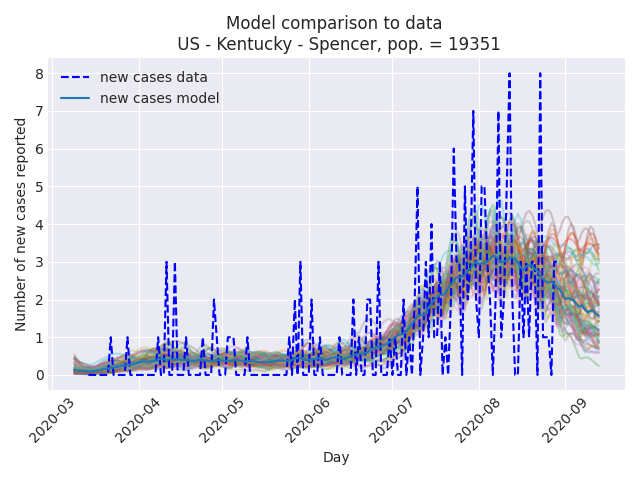 Model comparison to data
US - Kentucky - Spencer, pop. = 19351
new cases data
new cases model
Number of new cases reported
8
7
6
5
4
3
2
1
0
2020-03
2020-04
2020-05
2020-06
2020-07
2020-08
2020-09
Day